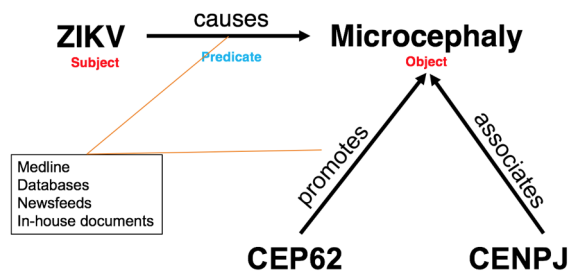 causes
ZIKV
Microcephaly
Subject
Predicate
Object
promotes
associates
Medline
Databases
Newsfeeds
In-house documents
CEP62
CENPJ